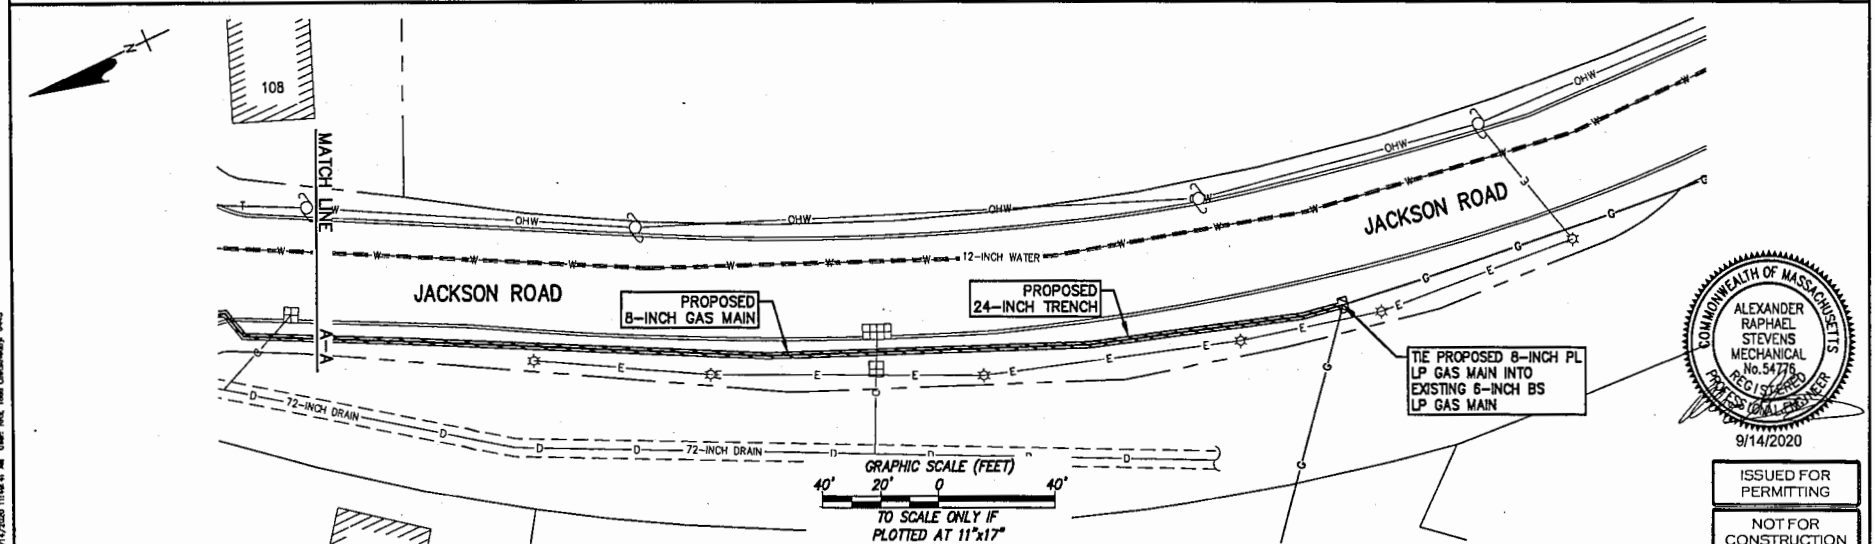 N
108
MATCH LINE
A-A
T
W
OHW
OHW
OHW
W
OHW
OHW
W
W
W
W
W
W
12-INCH WATER
W
W
W
W
W
W
JACKSON ROAD
JACKSON ROAD
PROPOSED
8-INCH GAS MAIN
PROPOSED
24-INCH TRENCH
G
G
G
G
G
G
E
E
E
E
E
E
E
TIE PROPOSED 8-INCH PL
LP GAS MAIN INTO
EXISTING 6-INCH BS
LP GAS MAIN
D
72-INCH DRAIN
D
D
D
72-INCH DRAIN
D
D
D
GRAPHIC SCALE (FEET)
40' 20' 0 40'
TO SCALE ONLY IF
PLOTTED AT 11"x17"
COMMONWEALTH OF MASSACHUSETTS
ALEXANDER
RAPHAEL
STEVENS
MECHANICAL
No.54776
REGISTERED
PROFESSIONAL ENGINEER
9/14/2020
ISSUED FOR
PERMITTING
NOT FOR
CONSTRUCTION